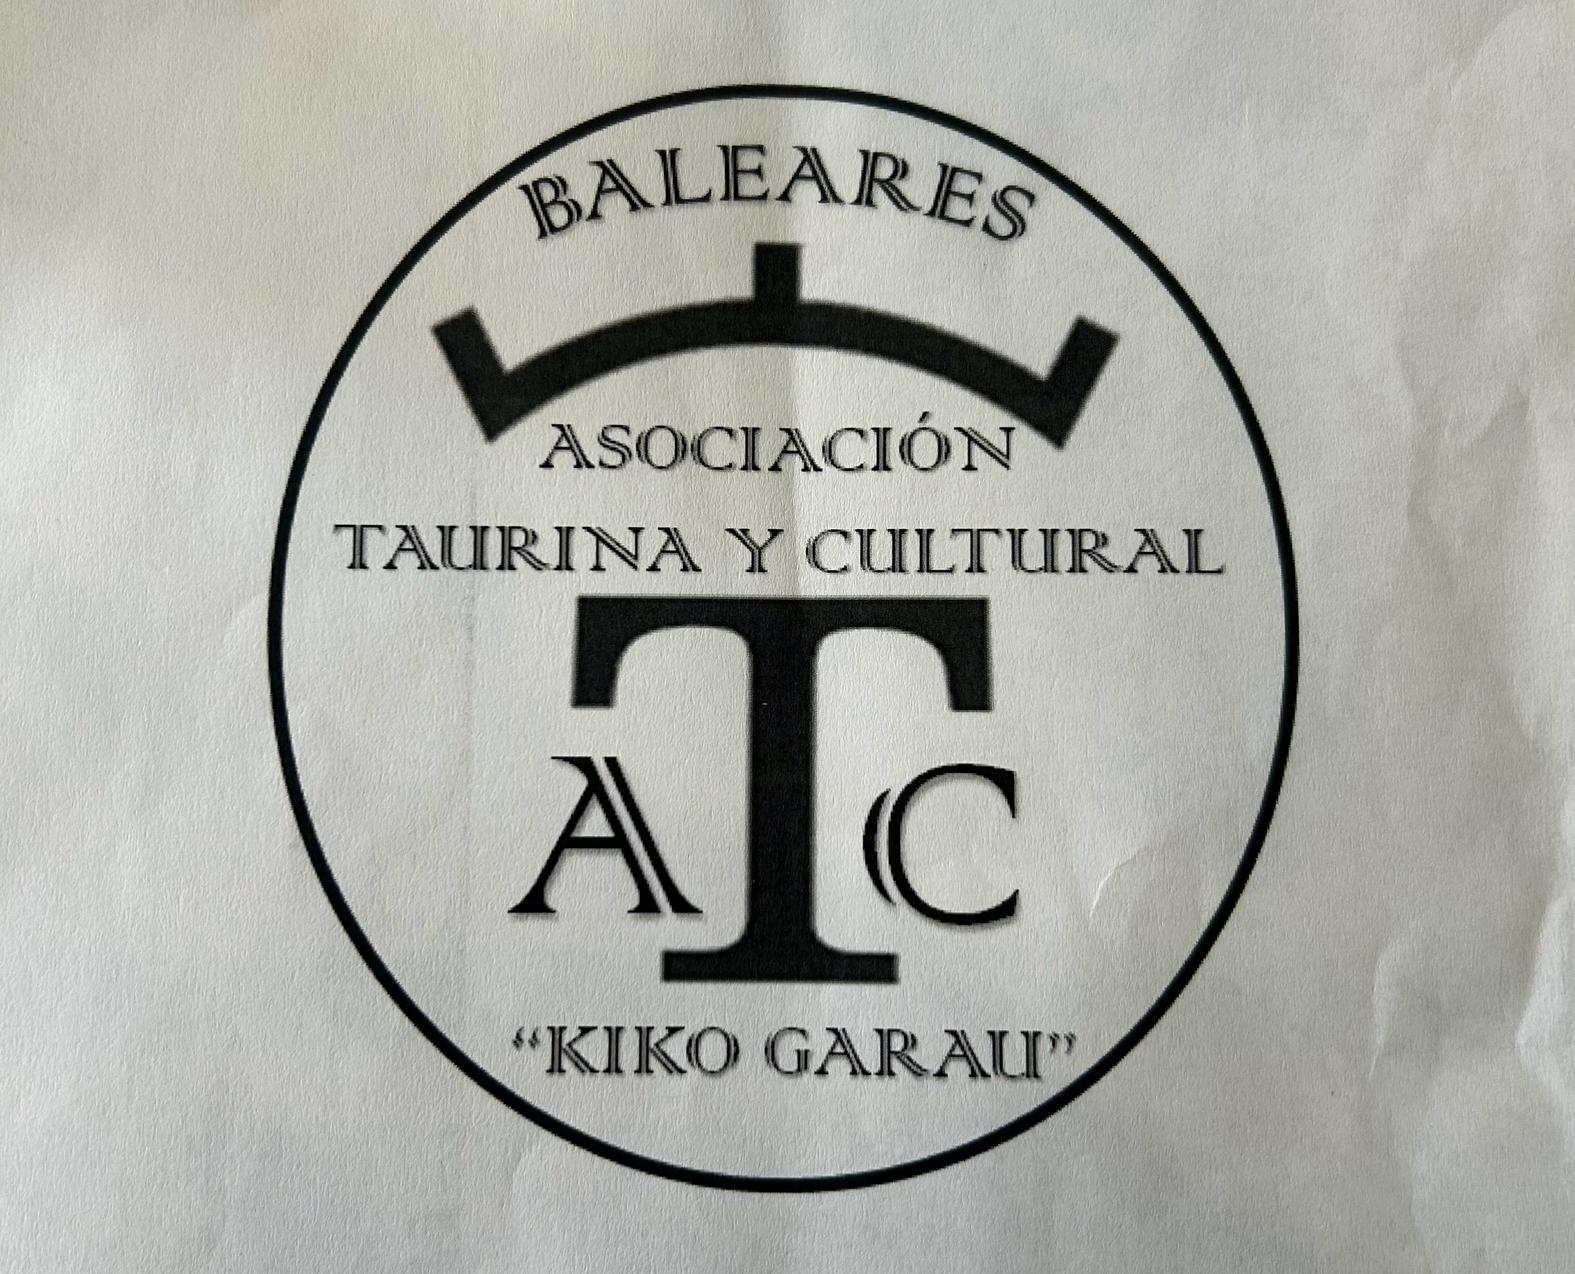 BALEARES
ASOCIACIÓN
TAURINA Y CULTURAL
ATC
“KIKO GARAU”